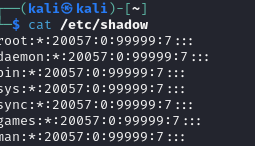 (kali㉿kali)-[~]
$ cat /etc/shadow
root:*:20057:0:99999:7:::
daemon:*:20057:0:99999:7:::
bin:*:20057:0:99999:7:::
sys:*:20057:0:99999:7:::
sync:*:20057:0:99999:7:::
games:*:20057:0:99999:7:::
man:*:20057:0:99999:7:::